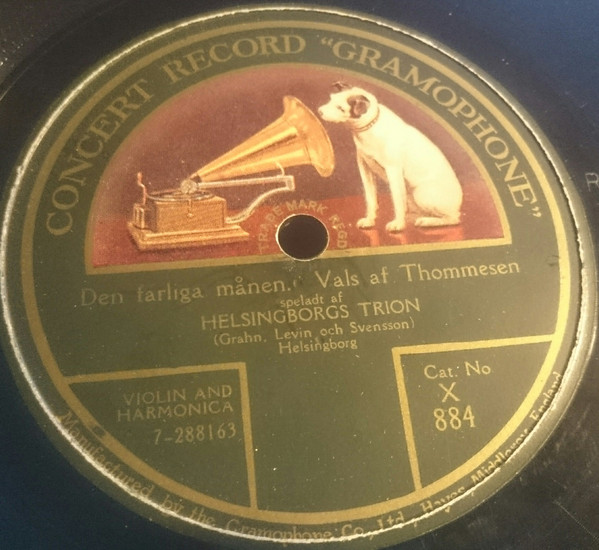 CONCERT RECORD "GRAMOPHONE"
TRADE MARK REGD
Den farliga månen. Vals af Thommesen
speladt af
HELSINGBORGS TRION
(Grahn, Levin och Svensson)
Helsingborg
VIOLIN AND
HARMONICA
7-288163
Cat. No
X
884
Manufactured by the Gramophone Co., Ltd., Hayes, Middlesex, England
R